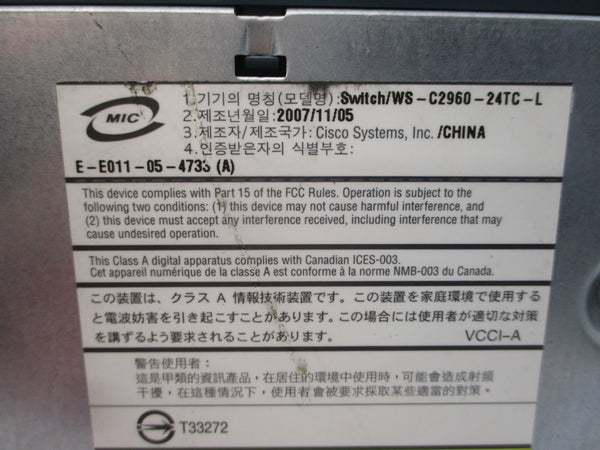 MIC
1.기기의 명칭(모델명):Switch/WS-C2960-24TC-L
2.제조년월일:2007/11/05
3.제조자/제조국가: Cisco Systems, Inc. /CHINA
4.인증받은자의 식별부호:
E-E011-05-4733 (A)
This device complies with Part 15 of the FCC Rules. Operation is subject to the
following two conditions: (1) this device may not cause harmful interference, and
(2) this device must accept any interference received, including interference that may
cause undesired operation.
This Class A digital apparatus complies with Canadian ICES-003.
Cet appareil numérique de la classe A est conforme à la norme NMB-003 du Canada.
この装置は、クラス A 情報技術装置です。この装置を家庭環境で使用する
と電波妨害を引き起こすことがあります。この場合には使用者が適切な対策
を講ずるよう要求されることがあります。 VCCI-A
警告使用者：
這是甲類的資訊產品，在居住的環境中使用時，可能會造成射頻
干擾，在這種情況下，使用者會被要求採取某些適當的對策
T33272